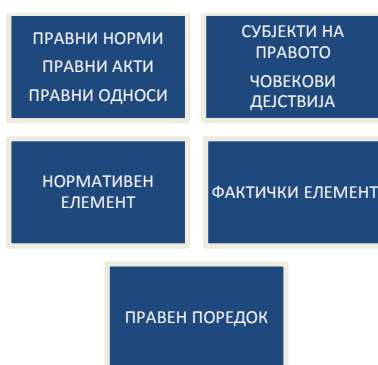 ПРАВНИ НОРМИ
ПРАВНИ АКТИ
ПРАВНИ ОДНОСИ
СУБЈЕКТИ НА
ПРАВОТО
ЧОВЕКОВИ
ДЕЈСТВИЈА
НОРМАТИВЕН
ЕЛЕМЕНТ
ФАКТИЧКИ ЕЛЕМЕНТ
ПРАВЕН ПОРЕДОК